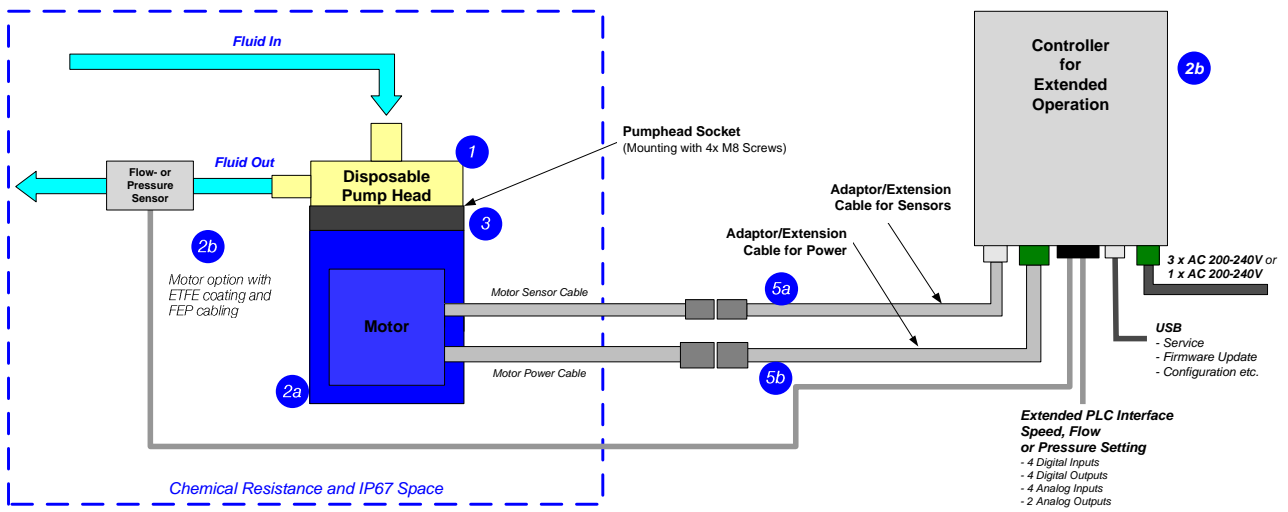 Fluid In
1
Fluid Out
Flow- or
Pressure
Sensor
Disposable
Pump Head
3
2b
Motor option with
ETFE coating and
FEP cabling
Motor
2a
Pumphead Socket
(Mounting with 4x M8 Screws)
Motor Sensor Cable
Motor Power Cable
5a
5b
Adaptor/Extension
Cable for Sensors
Adaptor/Extension
Cable for Power
Controller
for
Extended
Operation
2b
3 x AC 200-240V or
1 x AC 200-240V
USB
- Service
- Firmware Update
- Configuration etc.
Extended PLC Interface
Speed, Flow
or Pressure Setting
- 4 Digital Inputs
- 4 Digital Outputs
- 4 Analog Inputs
- 2 Analog Outputs
Chemical Resistance and IP67 Space